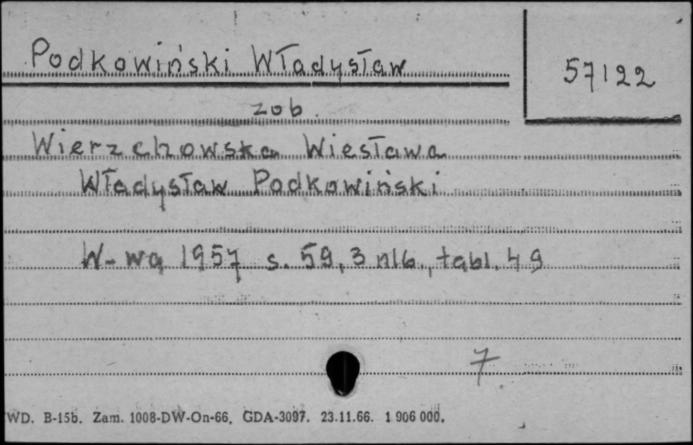 Podkowiński Władysław
57122
zob.
Wierzchowska Wiesława
Władysław Podkowiński
W-wa 1957 s. 59, 3 nlb., tabl. 49
7
WD. B-15b. Zam. 1008-DW-On-66. GDA-3097. 23.11.66. 1 906 000.